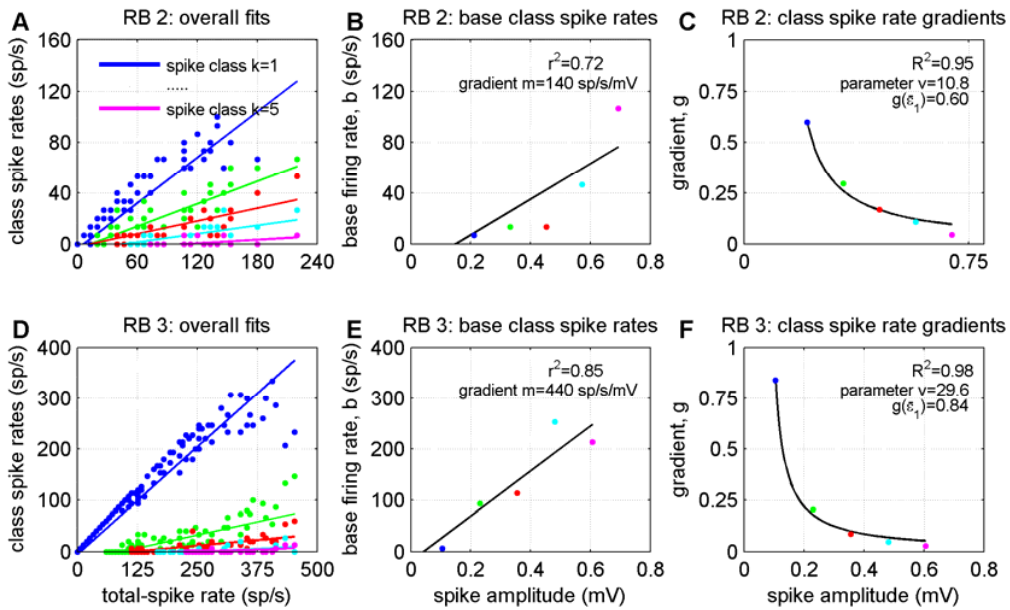 A
RB 2: overall fits
class spike rates (sp/s)
160
120
80
40
0
spike class k=1
.....
spike class k=5
0 60 120 180 240
B
RB 2: base class spike rates
base firing rate, b (sp/s)
160
120
80
40
0
r²=0.72
gradient m=140 sp/s/mV
0 0.2 0.4 0.6 0.8
C
RB 2: class spike rate gradients
gradient, g
1
0.75
0.5
0.25
0
R²=0.95
parameter v=10.8
g(ε̄₁)=0.60
0 0.75
D
RB 3: overall fits
class spike rates (sp/s)
400
300
200
100
0
0 125 250 375 500
total-spike rate (sp/s)
E
RB 3: base class spike rates
base firing rate, b (sp/s)
400
300
200
100
0
r²=0.85
gradient m=440 sp/s/mV
0 0.2 0.4 0.6 0.8
spike amplitude (mV)
F
RB 3: class spike rate gradients
gradient, g
1
0.75
0.5
0.25
0
R²=0.98
parameter v=29.6
g(ε̄₁)=0.84
0 0.2 0.4 0.6 0.8
spike amplitude (mV)